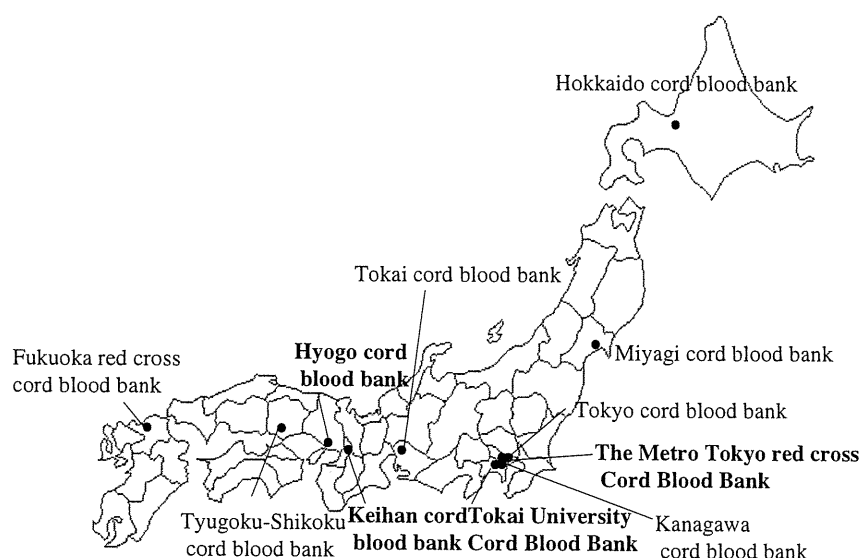 Hokkaido cord blood bank
Tokai cord blood bank
Hyogo cord
blood bank
Miyagi cord blood bank
Fukuoka red cross
cord blood bank
Tokyo cord blood bank
The Metro Tokyo red cross
Cord Blood Bank
Tyugoku-Shikoku
cord blood bank
Keihan cord
blood bank
Tokai University
Cord Blood Bank
Kanagawa
cord blood bank